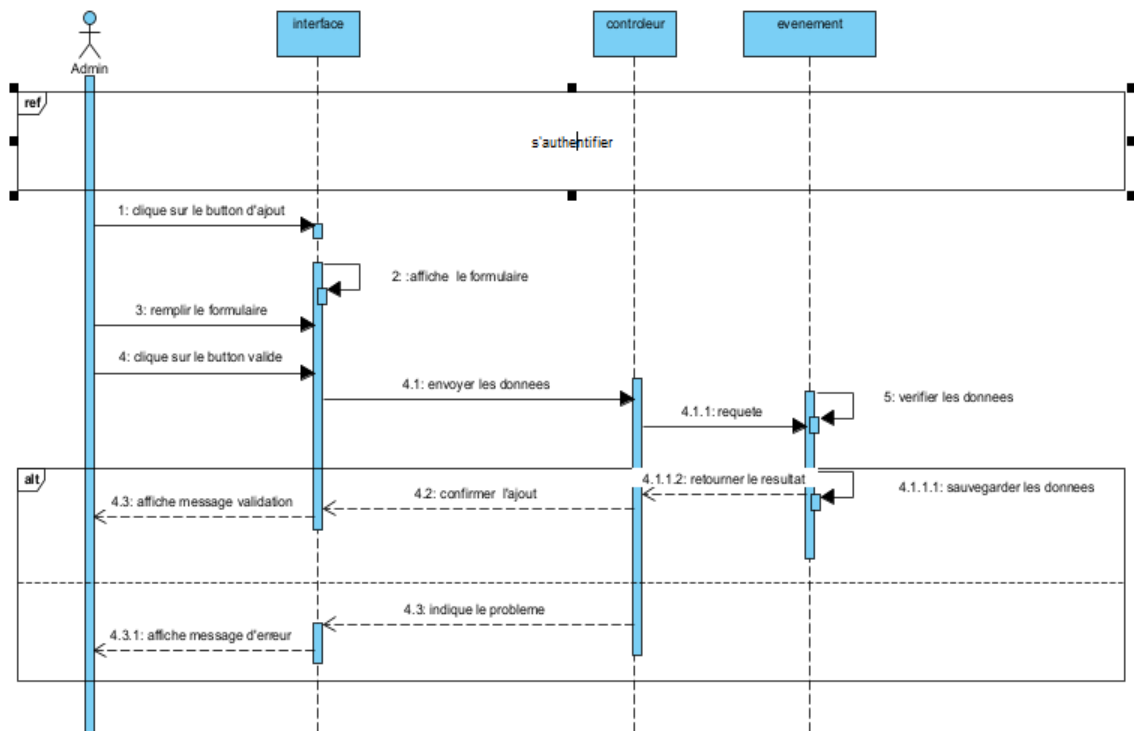 interface
controleur
evenement
Admin
ref
s'authentifier
1: clique sur le button d'ajout
2: :affiche le formulaire
3: remplir le formulaire
4: clique sur le button valide
4.1: envoyer les donnees
5: verifier les donnees
4.1.1: requete
alt
4.1.1.2: retourner le resultat
4.1.1.1: sauvegarder les donnees
4.2: confirmer l'ajout
4.3: affiche message validation
4.3: indique le probleme
4.3.1: affiche message d'erreur